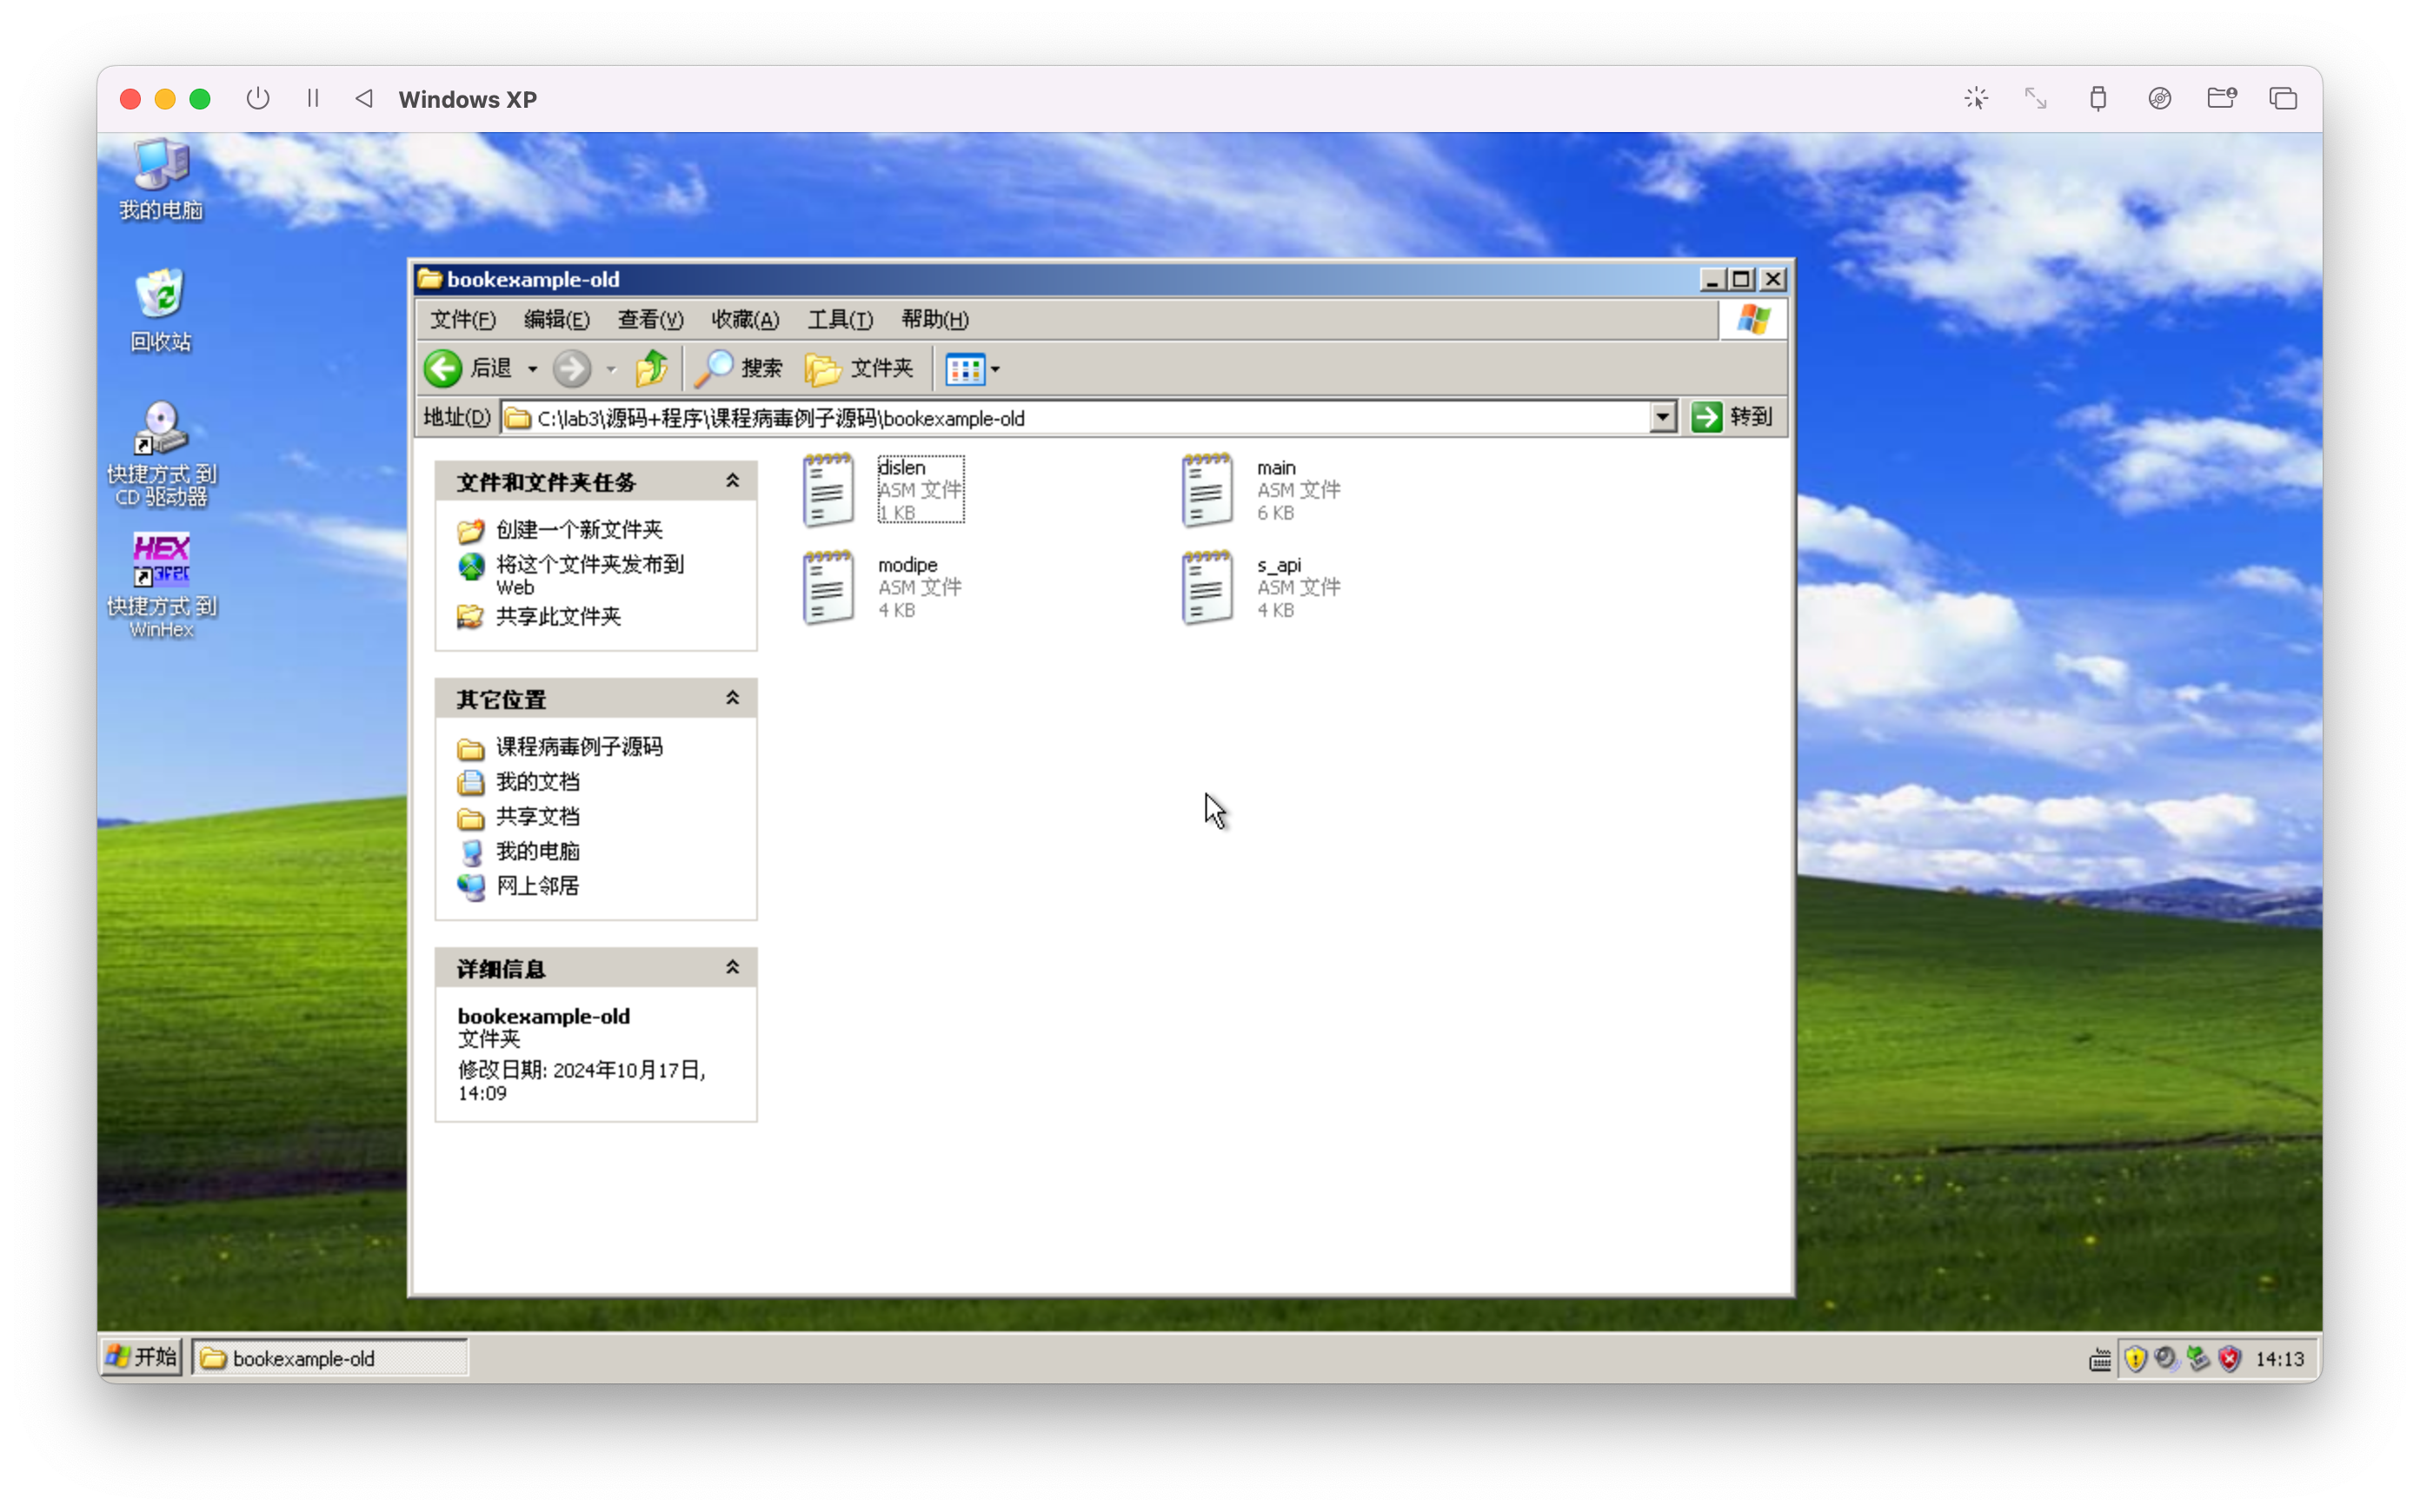 Windows XP
我的电脑
回收站
快捷方式 到
CD 驱动器
HEX
快捷方式 到
WinHex
bookexample-old
文件(F) 编辑(E) 查看(V) 收藏(A) 工具(T) 帮助(H)
后退 搜索 文件夹
地址(D) C:\lab3\源码+程序\课程病毒例子源码\bookexample-old 转到
文件和文件夹任务
创建一个新文件夹
将这个文件夹发布到
Web
共享此文件夹
其它位置
课程病毒例子源码
我的文档
共享文档
我的电脑
网上邻居
详细信息
bookexample-old
文件夹
修改日期: 2024年10月17日,
14:09
dislen
ASM 文件
1 KB
main
ASM 文件
6 KB
modipe
ASM 文件
4 KB
s_api
ASM 文件
4 KB
开始 bookexample-old 14:13